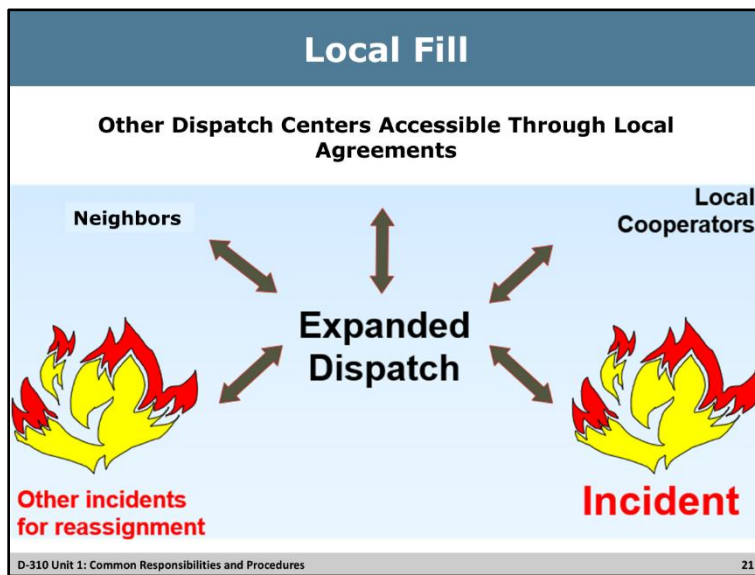 Local Fill
Other Dispatch Centers Accessible Through Local
Agreements
Neighbors
Local
Cooperators
Expanded
Dispatch
Other incidents
for reassignment
Incident
D-310 Unit 1: Common Responsibilities and Procedures
21